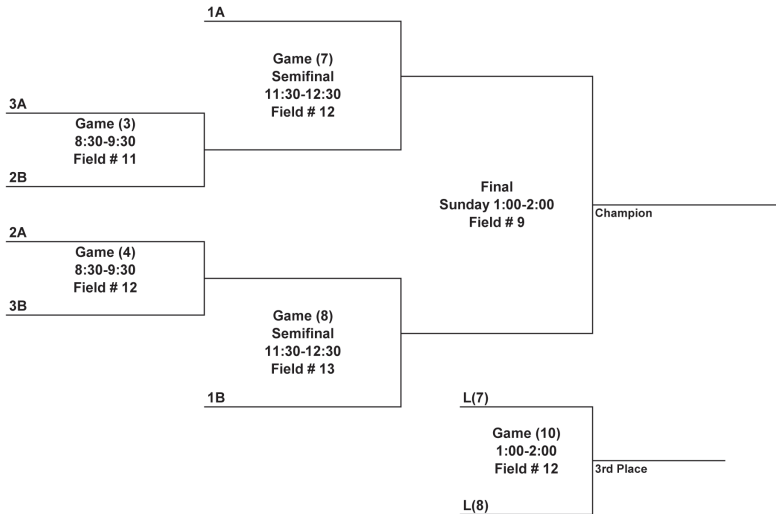 1A
Game (7)
Semifinal
11:30-12:30
Field # 12
3A
Game (3)
8:30-9:30
Field # 11
2B
Final
Sunday 1:00-2:00
Field # 9
Champion
2A
Game (4)
8:30-9:30
Field # 12
3B
Game (8)
Semifinal
11:30-12:30
Field # 13
1B
L(7)
Game (10)
1:00-2:00
Field # 12
3rd Place
L(8)